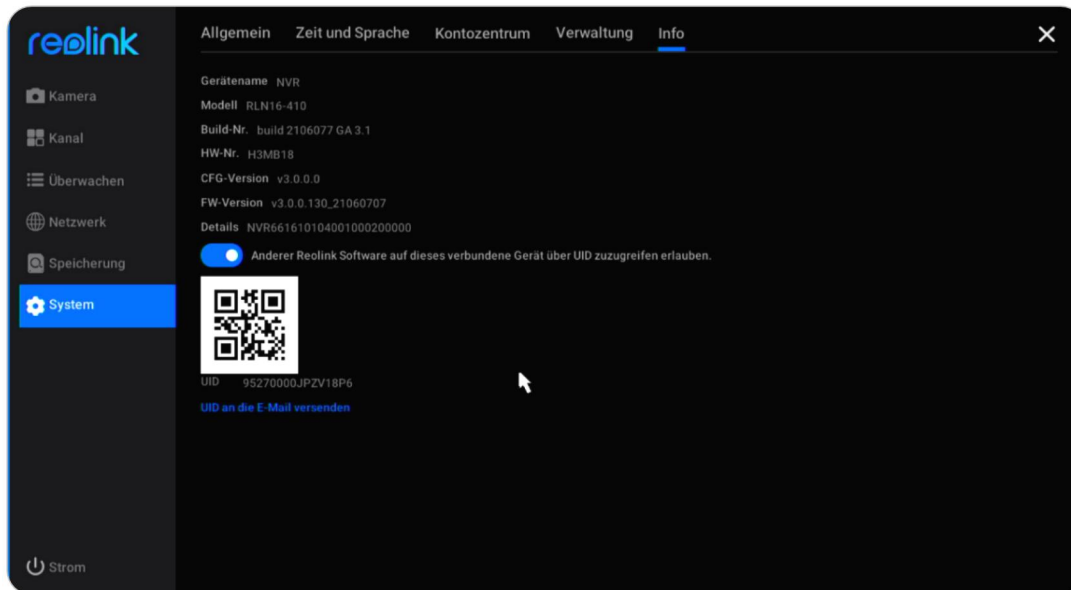 reolink
Allgemein Zeit und Sprache Kontozentrum Verwaltung Info
Gerätename NVR
Modell RLN16-410
Build-Nr. build 2106077 GA 3.1
HW-Nr. H3MB18
CFG-Version v3.0.0.0
FW-Version v3.0.0.130_21060707
Details NVR661610104001000200000
Anderer Reolink Software auf dieses verbundene Gerät über UID zuzugreifen erlauben.
UID 95270000JPZV18P6
UID an die E-Mail versenden
Kamera
Kanal
Überwachen
Netzwerk
Speicherung
System
Strom